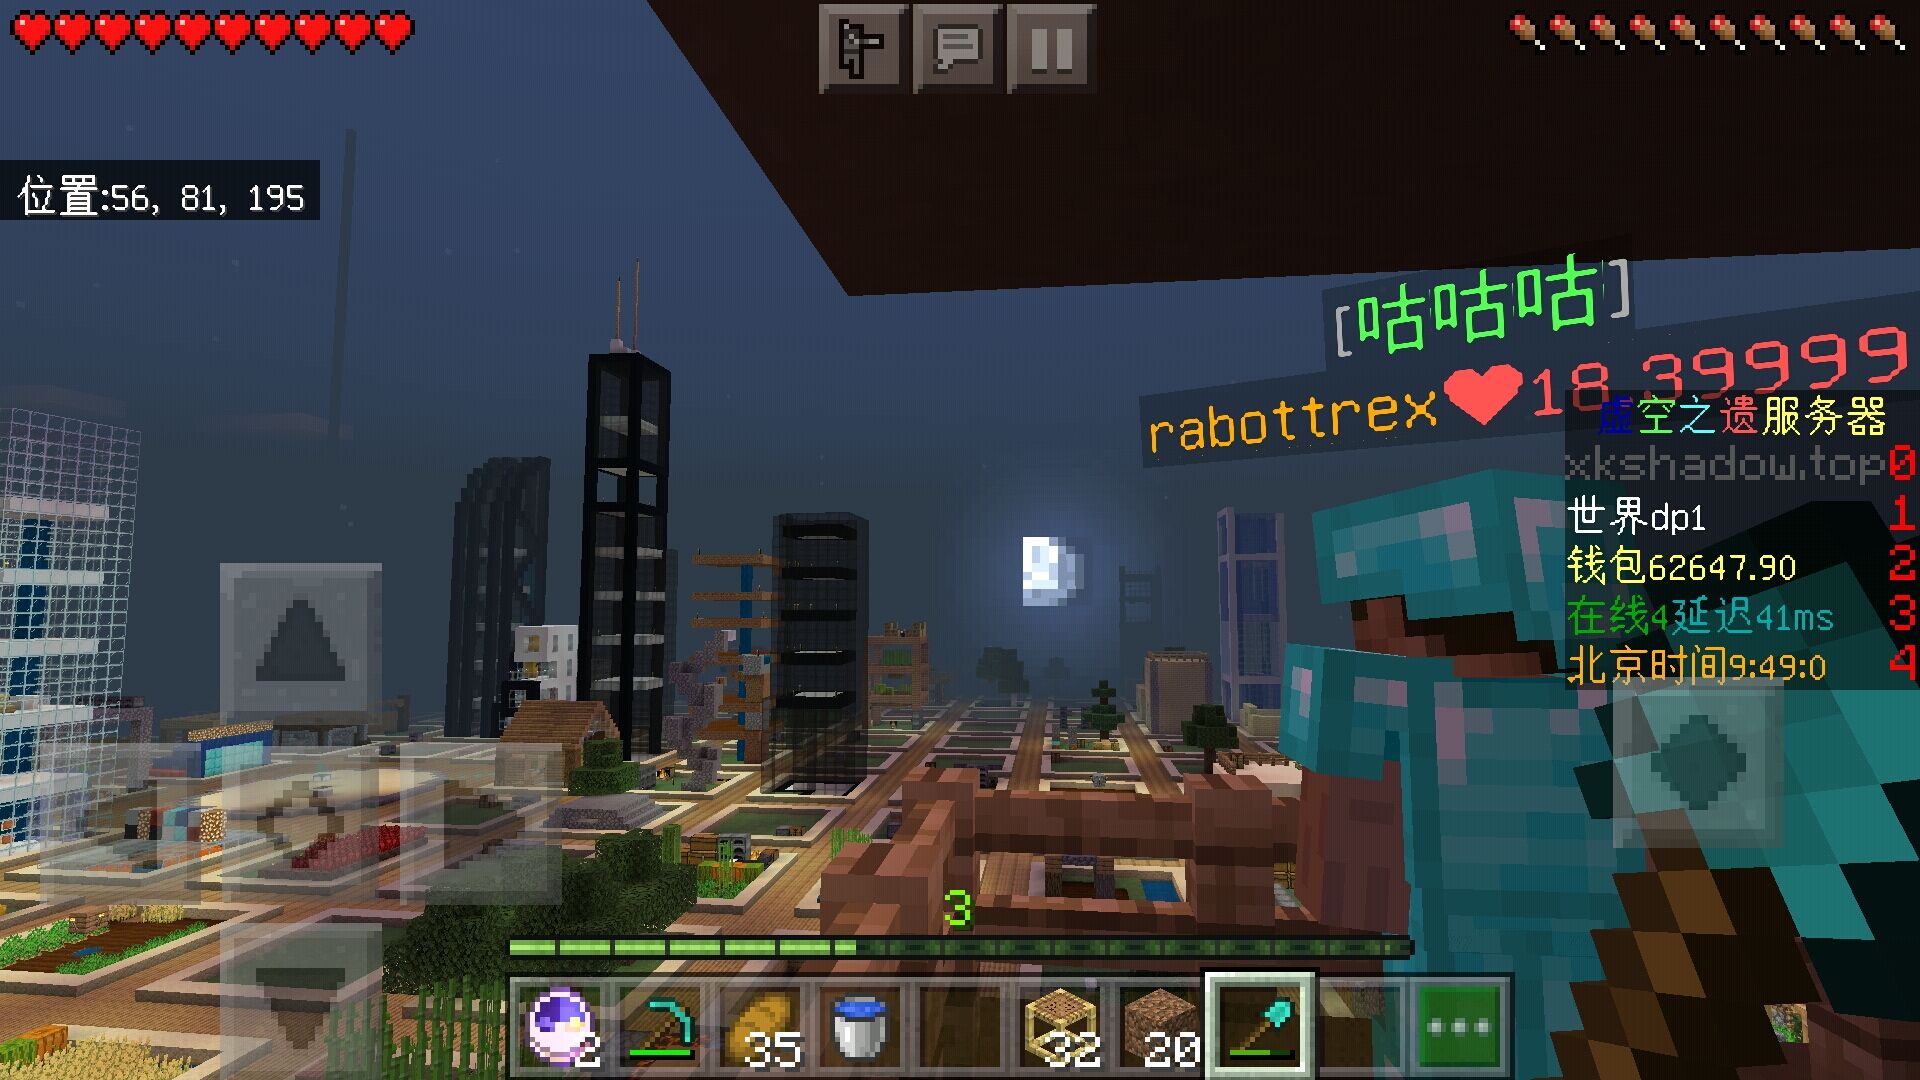 位置:56, 81, 195
[咕咕咕]
rabottrex❤18.39999
虚空之遗服务器
xkshadow.top 0
世界dp1 1
钱包62647.90 2
在线4延迟41ms 3
北京时间9:49:0 4
3
2 35 32 20